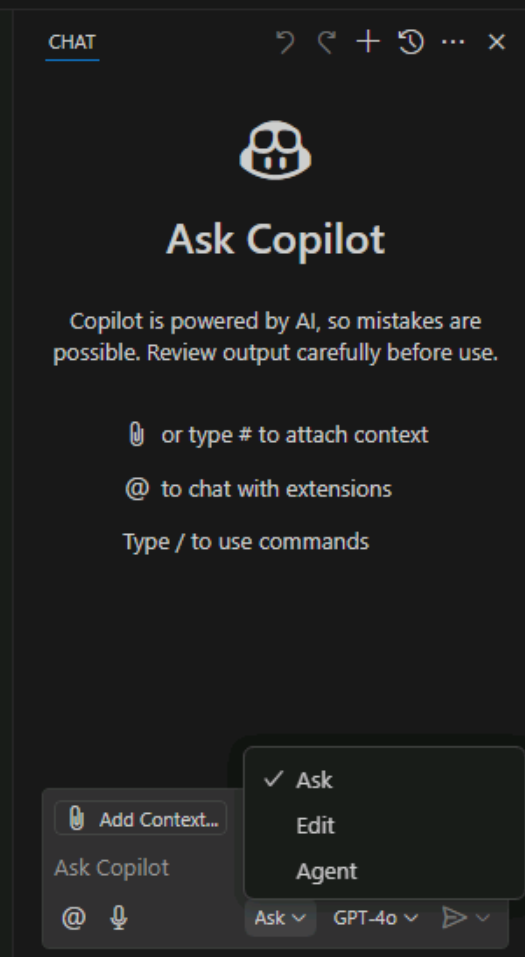 CHAT
Ask Copilot
Copilot is powered by AI, so mistakes are
possible. Review output carefully before use.
or type # to attach context
@ to chat with extensions
Type / to use commands
Ask
Edit
Agent
Add Context...
Ask Copilot
@
Ask
GPT-4o